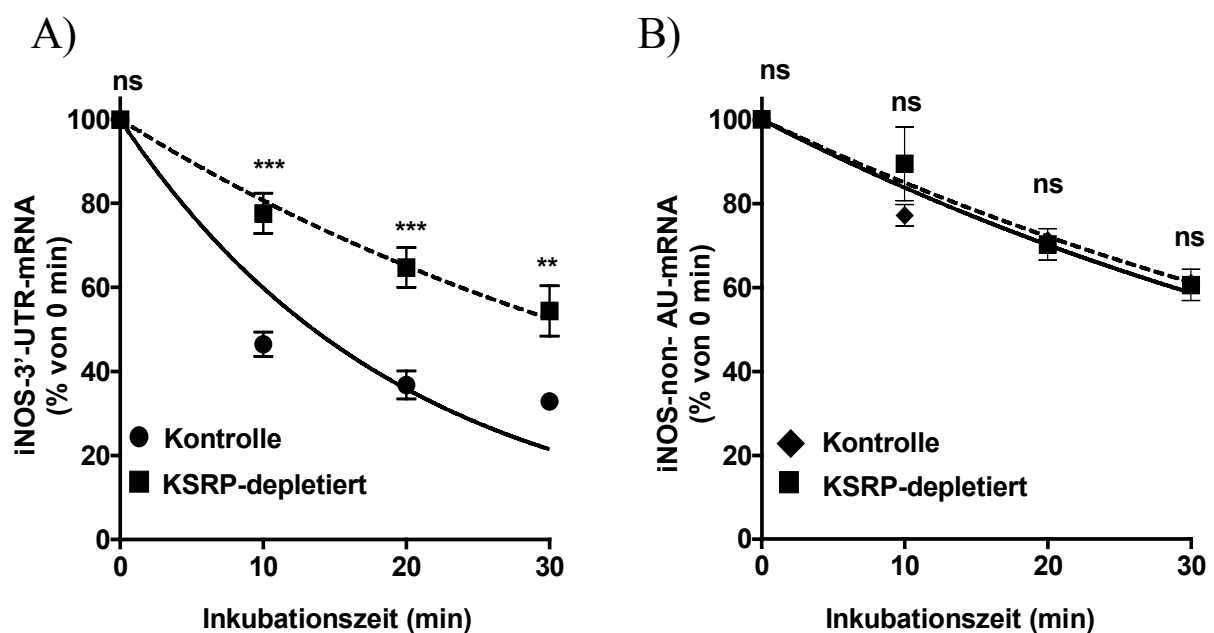 A)
ns
100
80
60
40
20
0
***
***
**
iNOS-3’-UTR-mRNA
(% von 0 min)
Kontrolle
KSRP-depletiert
0 10 20 30
Inkubationszeit (min)
B)
ns
ns
ns
ns
100
80
60
40
20
0
iNOS-non- AU-mRNA
(% von 0 min)
Kontrolle
KSRP-depletiert
0 10 20 30
Inkubationszeit (min)